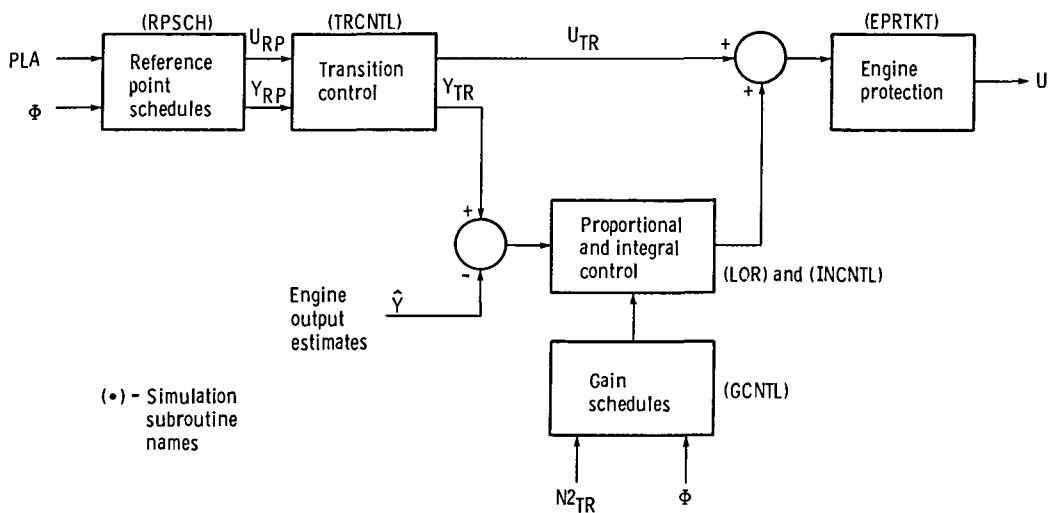 (RPSCH)
(TRCNTL)
(EPRTKT)
PLA
Φ
Reference
point
schedules
U_RP
Y_RP
Transition
control
U_TR
Y_TR
+
+
Engine
protection
U
+
-
Engine
output
estimates
Ŷ
Proportional
and integral
control
(LQR) and (INCNTL)
Gain
schedules
(GCNTL)
N2_TR
Φ
(•) - Simulation
subroutine
names